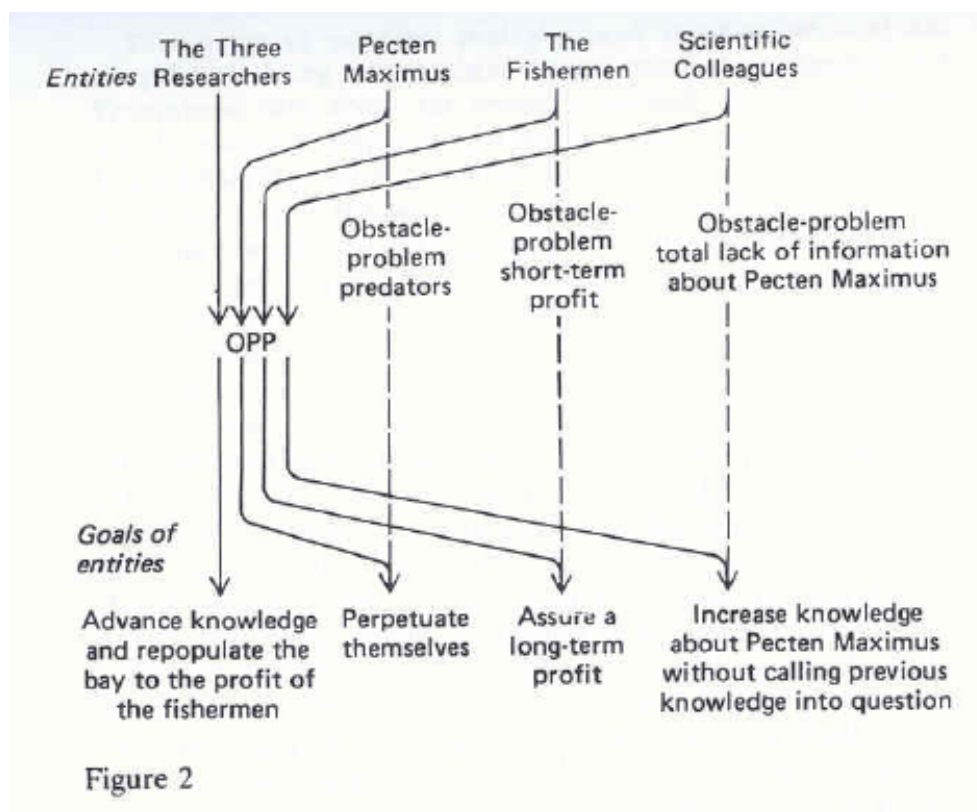 The Three
Researchers
Pecten
Maximus
The
Fishermen
Scientific
Colleagues
Entities
Obstacle-
problem
predators
Obstacle-
problem
short-term
profit
Obstacle-problem
total lack of information
about Pecten Maximus
OPP
Goals of
entities
Advance knowledge
and repopulate the
bay to the profit of
the fishermen
Perpetuate
themselves
Assure a
long-term
profit
Increase knowledge
about Pecten Maximus
without calling previous
knowledge into question
Figure 2